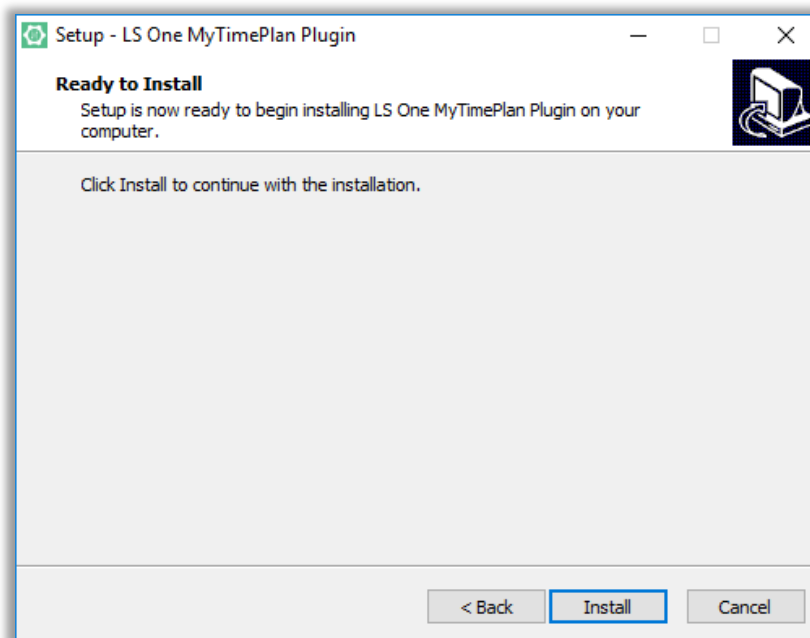 Setup - LS One MyTimePlan Plugin
Ready to Install
Setup is now ready to begin installing LS One MyTimePlan Plugin on your
computer.
Click Install to continue with the installation.
< Back
Install
Cancel